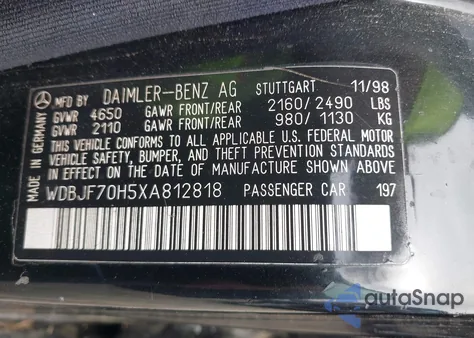 MFD. BY DAIMLER-BENZ AG STUTTGART 11/98
GVWR 4650 GAWR FRONT/REAR 2160/2490 LBS
GVWR 2110 GAWR FRONT/REAR 980/1130 KG
THIS VEHICLE CONFORMS TO ALL APPLICABLE U.S. FEDERAL MOTOR
VEHICLE SAFETY, BUMPER, AND THEFT PREVENTION STANDARDS
IN EFFECT ON THE DATE OF MANUFACTURE SHOWN ABOVE.
WDBJF70H5XA812818 PASSENGER CAR 197
MADE IN GERMANY
autaSnap